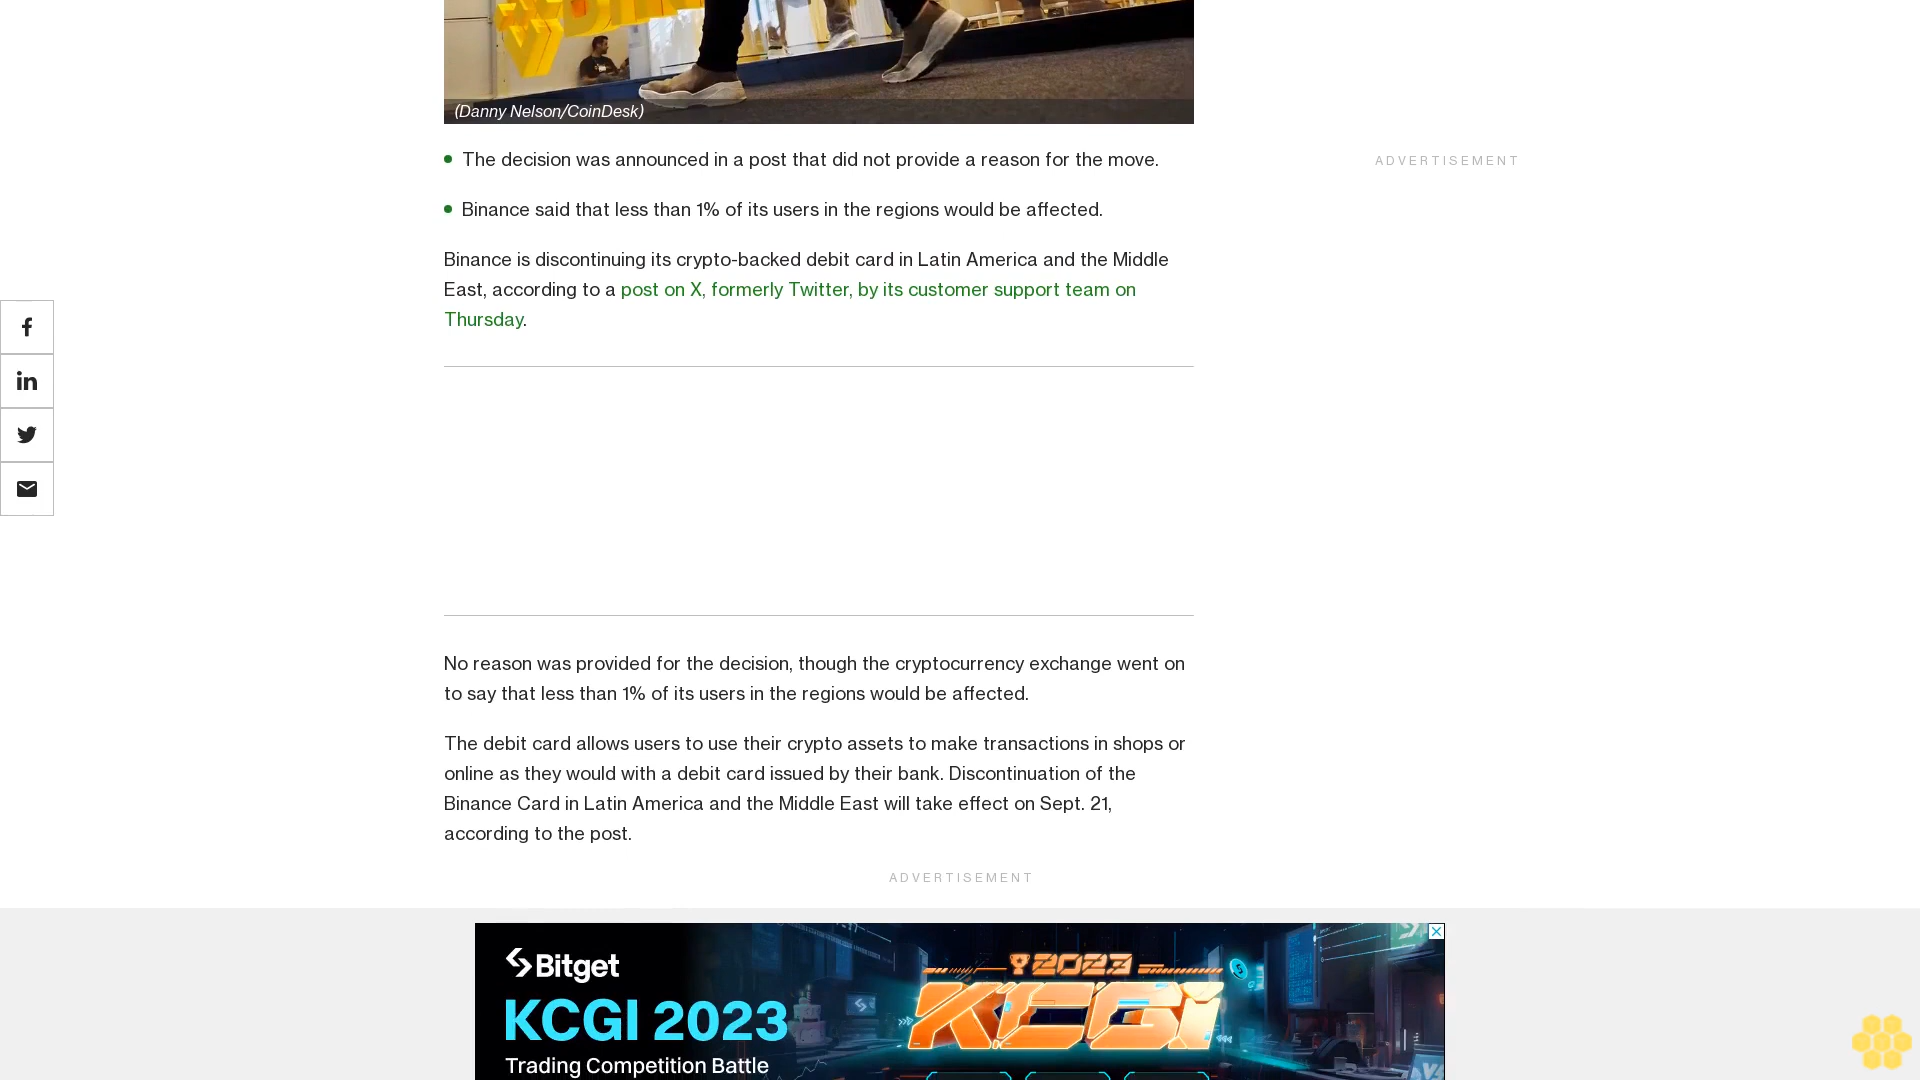 (Danny Nelson/CoinDesk)
The decision was announced in a post that did not provide a reason for the move.
ADVERTISEMENT
Binance said that less than 1% of its users in the regions would be affected.
Binance is discontinuing its crypto-backed debit card in Latin America and the Middle
East, according to a post on X, formerly Twitter, by its customer support team on
Thursday.
No reason was provided for the decision, though the cryptocurrency exchange went on
to say that less than 1% of its users in the regions would be affected.
The debit card allows users to use their crypto assets to make transactions in shops or
online as they would with a debit card issued by their bank. Discontinuation of the
Binance Card in Latin America and the Middle East will take effect on Sept. 21,
according to the post.
ADVERTISEMENT
Bitget
KCGI 2023
Trading Competition Battle
2023
KCGI